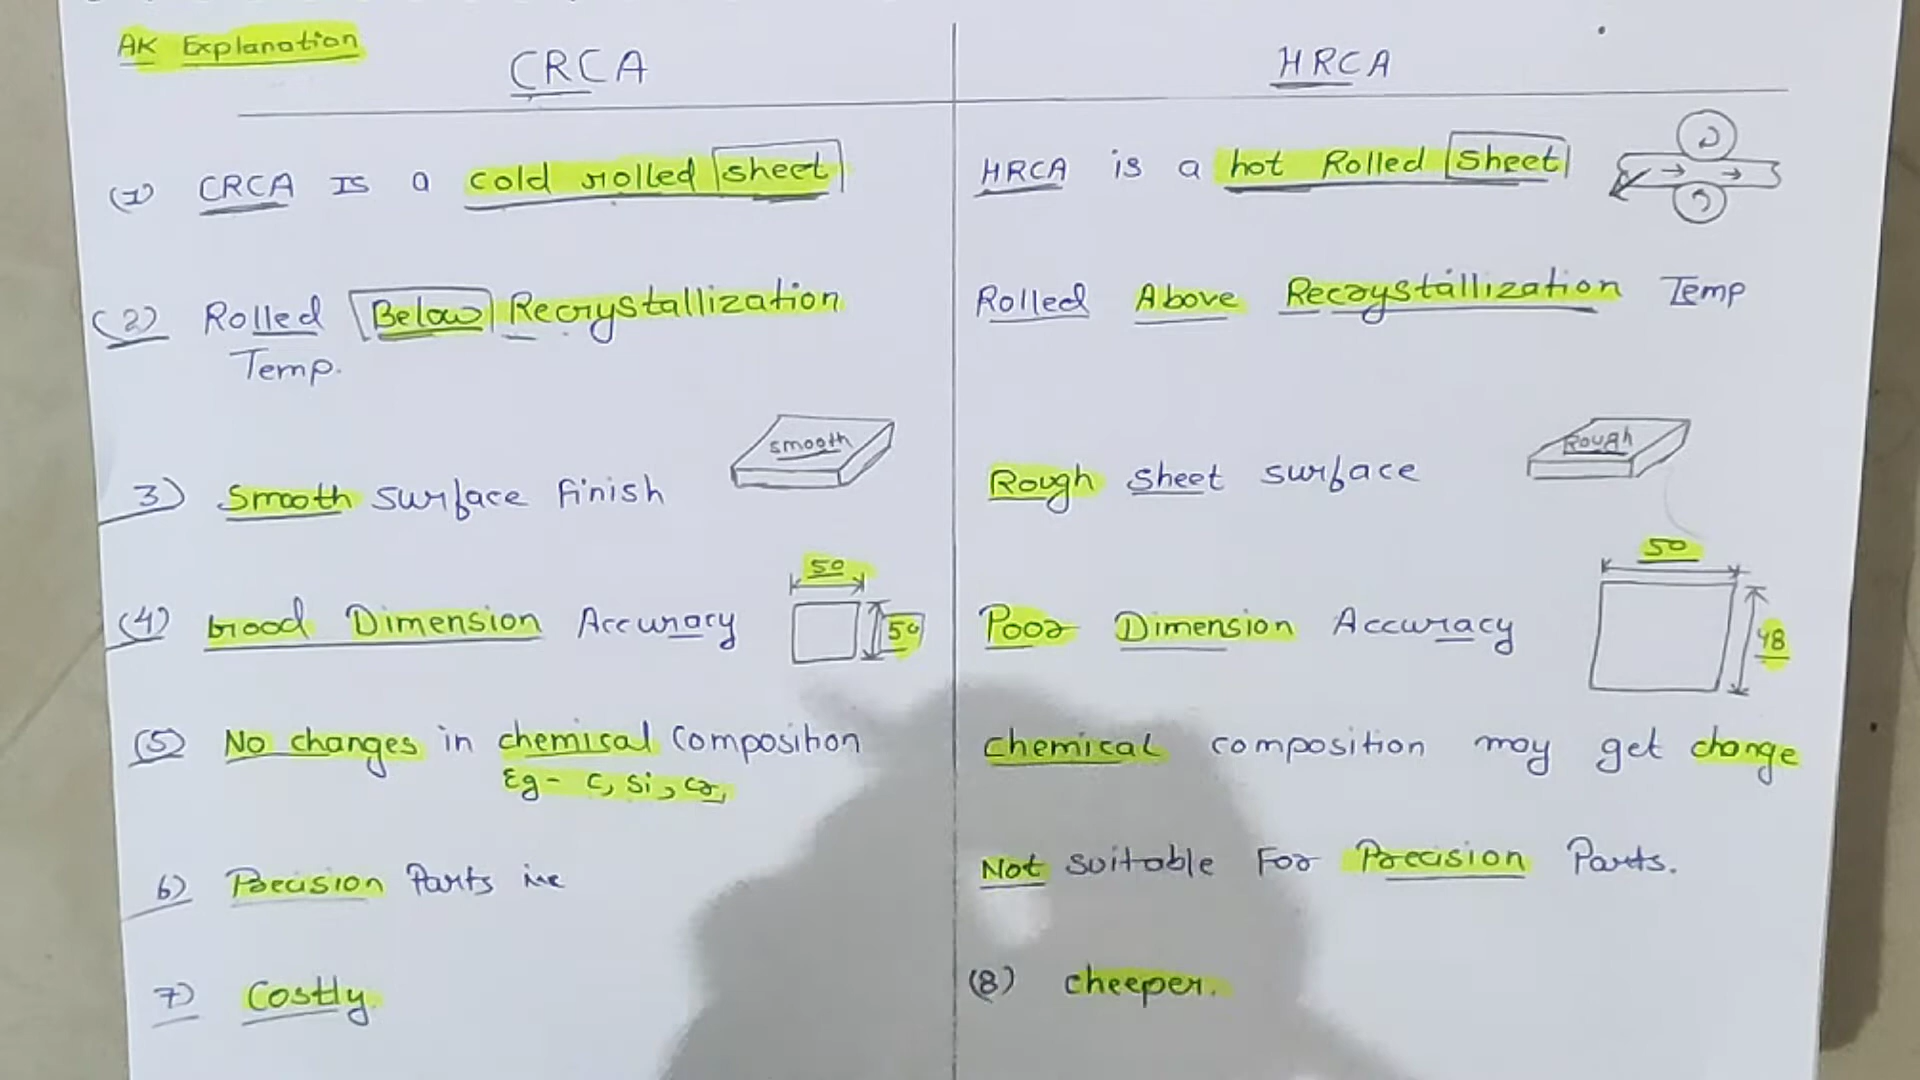 AK Explanation
CRCA
HRCA
(1) CRCA Is a cold rolled sheet
HRCA is a hot Rolled Sheet
(2) Rolled Below Recrystallization
Temp.
Rolled Above Recrystallization Temp
smooth
3) Smooth surface finish
Rough
Rough sheet surface
50
50
(4) Good Dimension Accuracy
50
48
Poor Dimension Accuracy
(5) No changes in chemical composition
Eg- C, Si, Cr,
chemical composition may get change
6) Precision Parts
Not suitable For Precision Parts.
7) Costly.
(8) cheeper.